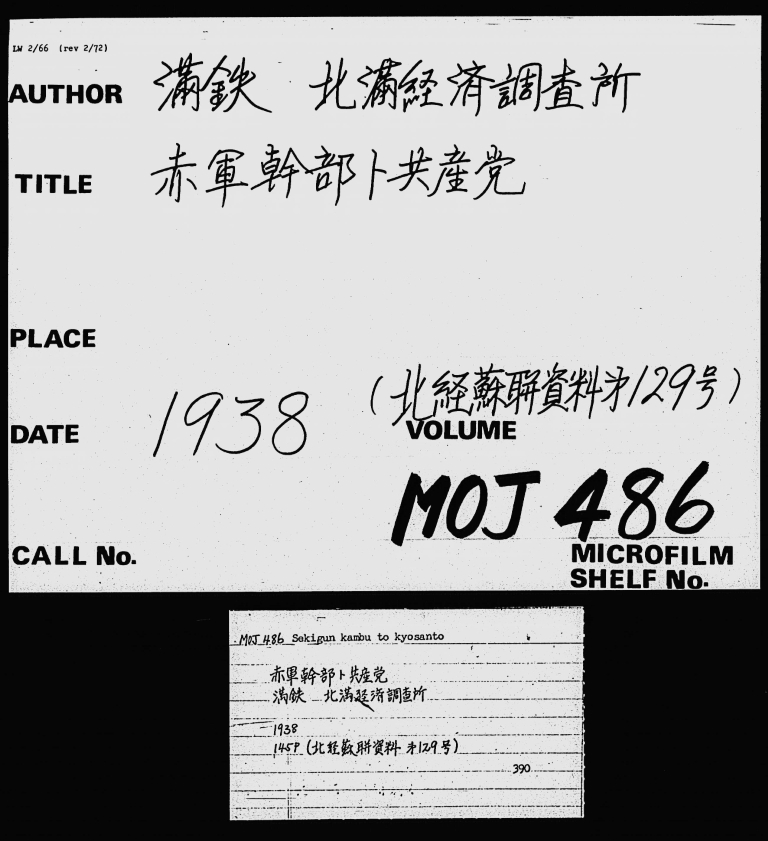 LW 2/66 (rev 2/72)
AUTHOR 満鉄 北満経済調査所
TITLE 赤軍幹部ト共産党
PLACE
(北経蘇聯資料第129号)
DATE 1938
VOLUME
MOJ 486
CALL No.
MICROFILM
SHELF No.
MOJ 486 Sekigun kambu to kyosanto
赤軍幹部ト共産党
満鉄 北満経済調査所
1938
145P (北経蘇聯資料 第129号)
390